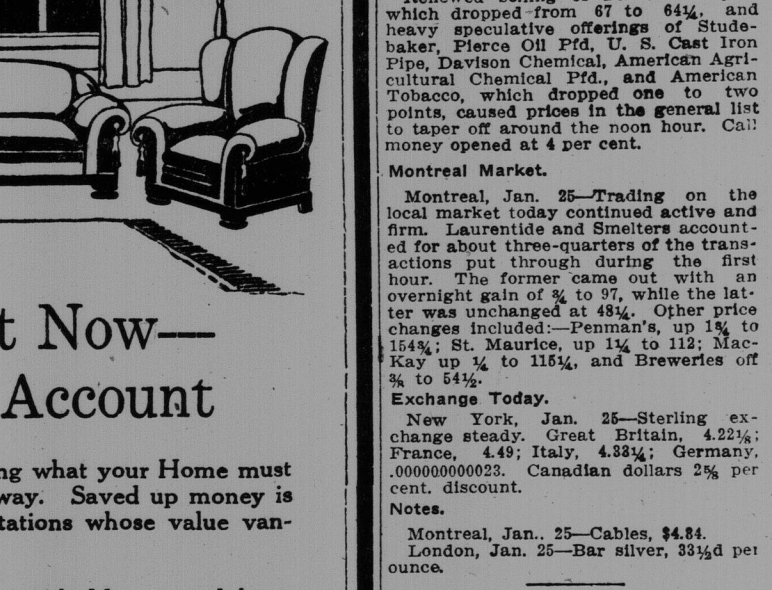 t Now—
Account
ng what your Home must
way. Saved up money is
tations whose value van-
which dropped from 67 to 64¼, and
heavy speculative offerings of Stude-
baker, Pierce Oil Pfd, U. S. Cast Iron
Pipe, Davison Chemical, American Agri-
cultural Chemical Pfd., and American
Tobacco, which dropped one to two
points, caused prices in the general list
to taper off around the noon hour. Call
money opened at 4 per cent.
Montreal Market.
Montreal, Jan. 25—Trading on the
local market today continued active and
firm. Laurentide and Smelters account-
ed for about three-quarters of the trans-
actions put through during the first
hour. The former came out with an
overnight gain of ¾ to 97, while the lat-
ter was unchanged at 48¼. Other price
changes included:—Penman's, up 1¾ to
154¾; St. Maurice, up 1¼ to 112; Mac-
Kay up ¼ to 115¼, and Breweries off
⅜ to 54½.
Exchange Today.
New York, Jan. 25—Sterling ex-
change steady. Great Britain, 4.22⅛;
France, 4.49; Italy, 4.33¼; Germany,
.000000000023. Canadian dollars 2⅝ per
cent. discount.
Notes.
Montreal, Jan.. 25—Cables, $4.84.
London, Jan. 25—Bar silver, 33½d per
ounce.